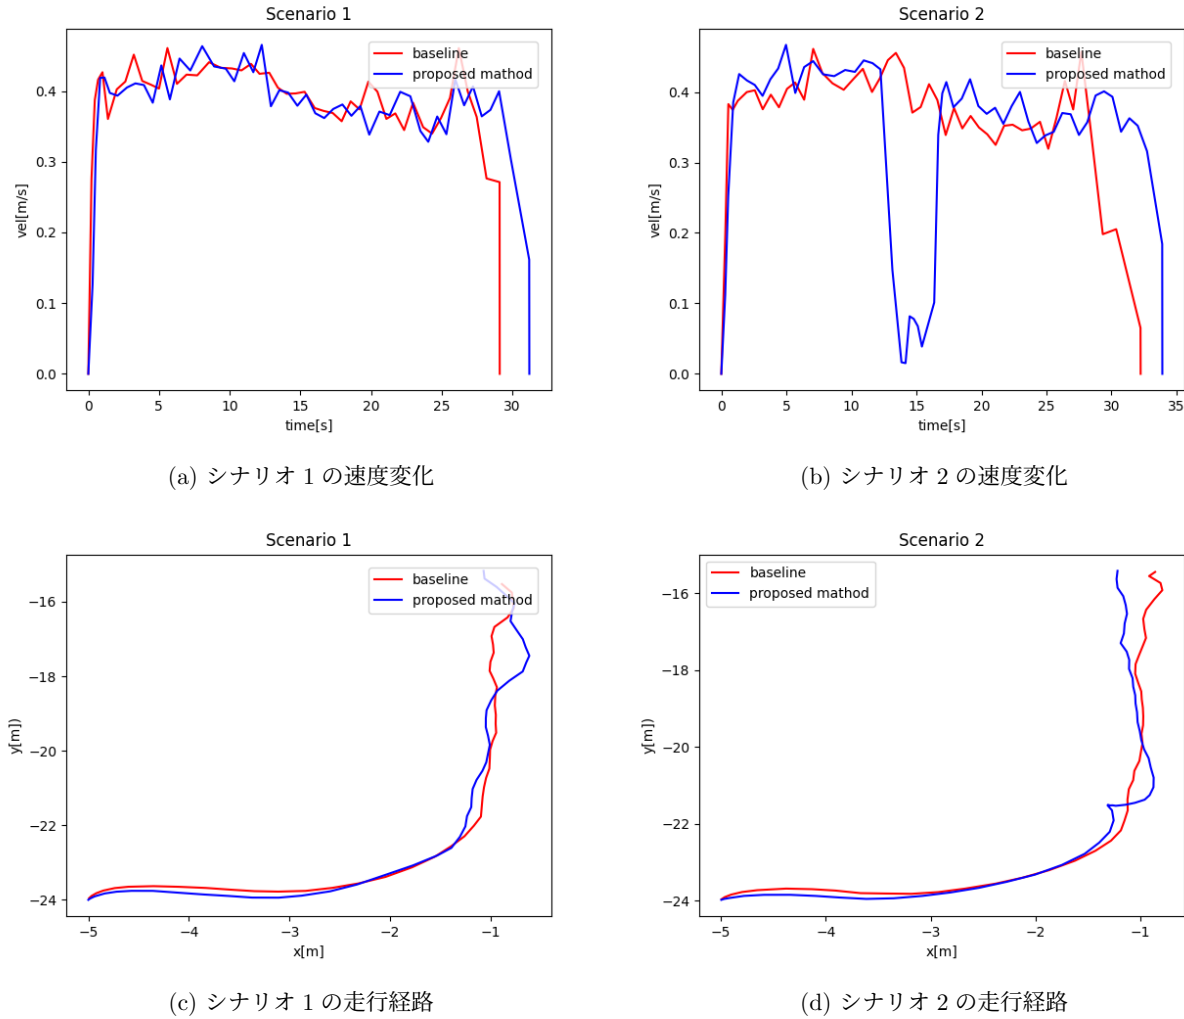 Scenario 1
baseline
proposed mathod
vel[m/s]
0.4
0.3
0.2
0.1
0.0
0 5 10 15 20 25 30
time[s]
(a) シナリオ 1 の速度変化
Scenario 2
baseline
proposed mathod
vel[m/s]
0.4
0.3
0.2
0.1
0.0
0 5 10 15 20 25 30 35
time[s]
(b) シナリオ 2 の速度変化
Scenario 1
baseline
proposed mathod
y[m])
−16
−18
−20
−22
−24
−5 −4 −3 −2 −1
x[m]
(c) シナリオ 1 の走行経路
Scenario 2
baseline
proposed mathod
y[m])
−16
−18
−20
−22
−24
−5 −4 −3 −2 −1
x[m]
(d) シナリオ 2 の走行経路